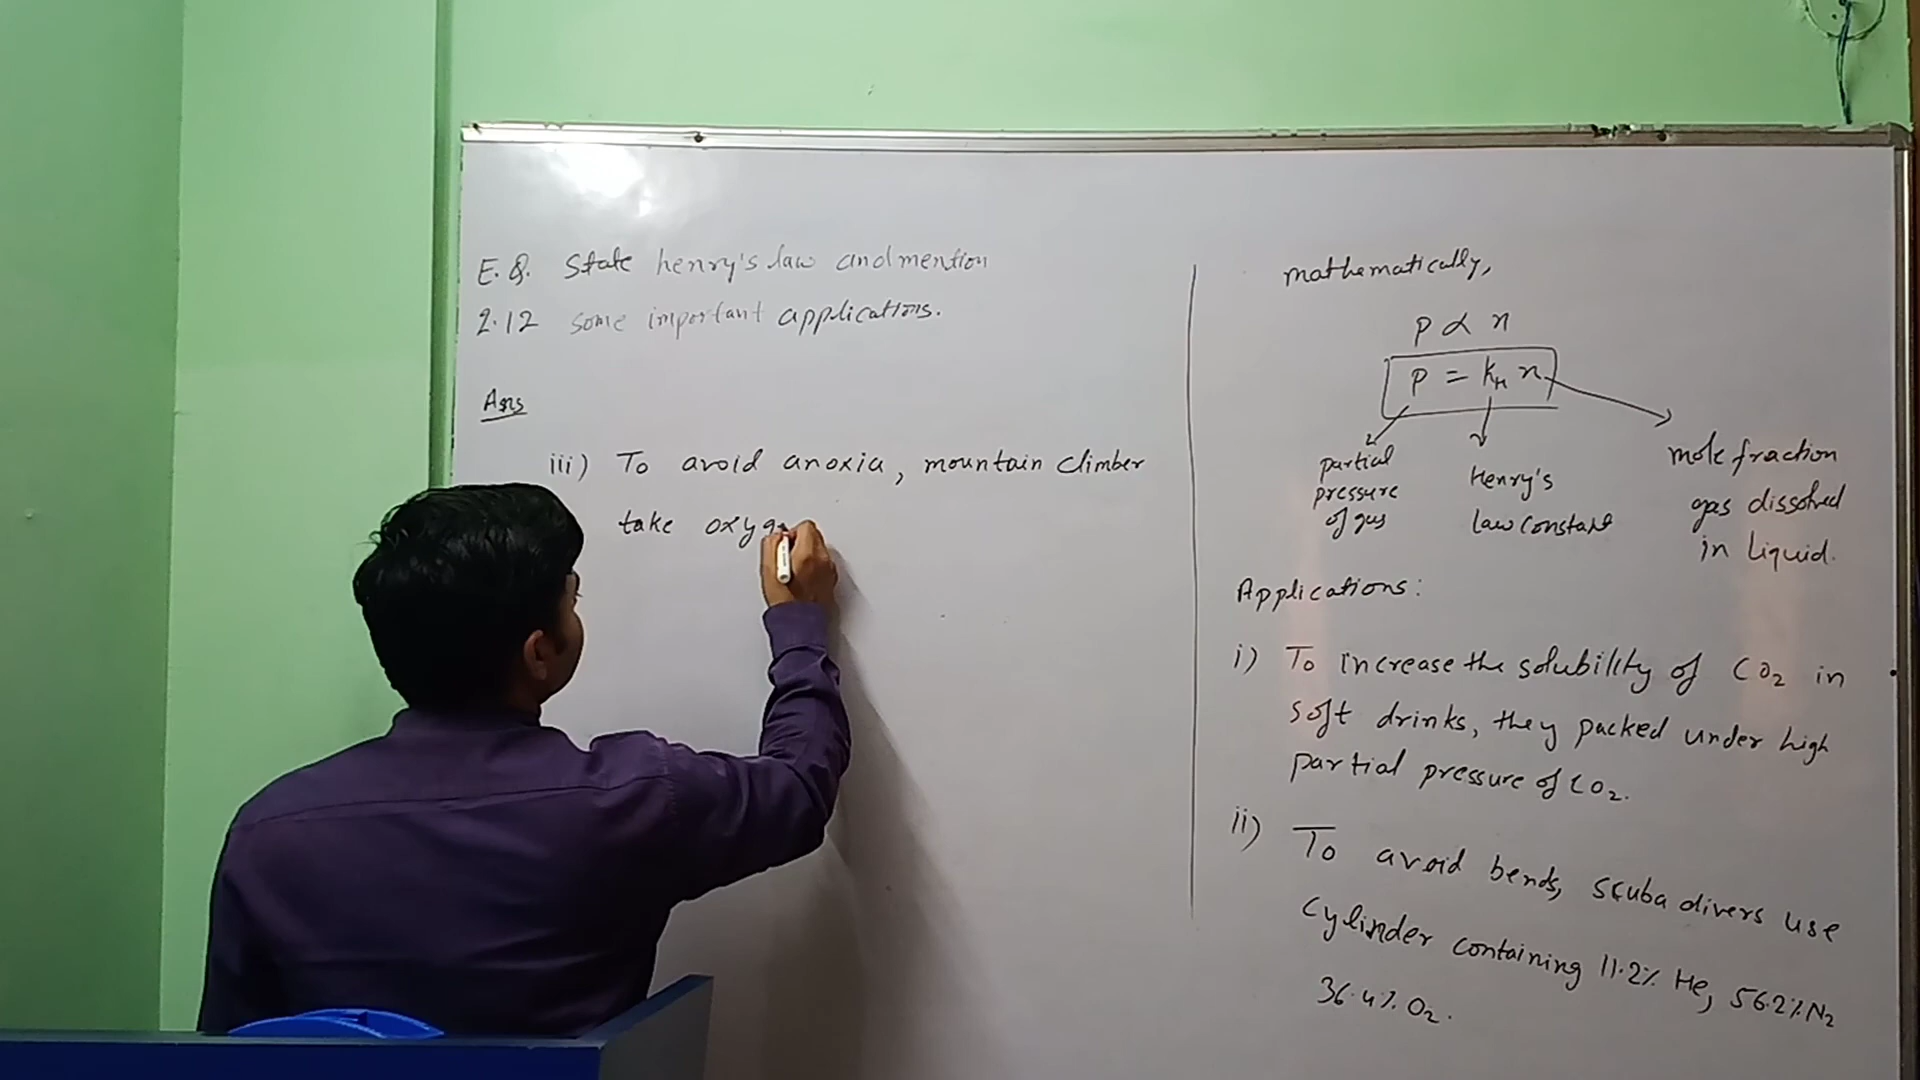 E.Q. State henry's law and mention
2.12 some important applications.
Ans
iii) To avoid anoxia, mountain climber
take oxyg
mathematically,
p ∝ x
p = KH x
partial
pressure
of gas
Henry's
law constant
mole fraction
gas dissolved
in liquid.
Applications:
i) To increase the solubility of CO2 in
soft drinks, they packed under high
partial pressure of CO2.
ii) To avoid bends, scuba divers use
cylinder containing 11.2% He, 56.2% N2
36.4% O2.